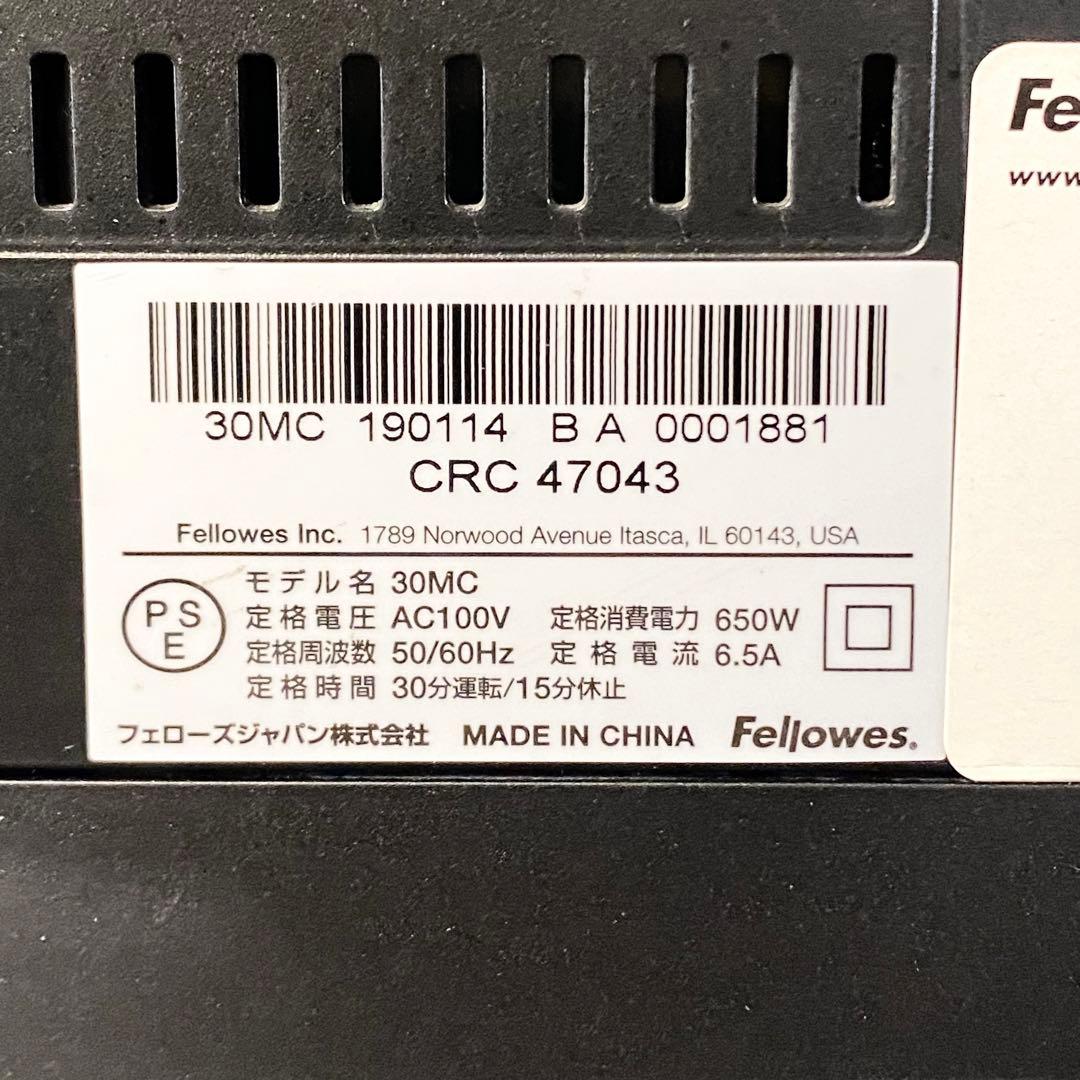 30MC 190114 B A 0001881
CRC 47043
Fellowes Inc. 1789 Norwood Avenue Itasca, IL 60143, USA
PSE
モデル名 30MC
定格電圧 AC100V 定格消費電力 650W
定格周波数 50/60Hz 定格電流 6.5A
定格時間 30分運転/15分休止
フェローズジャパン株式会社 MADE IN CHINA Fellowes.
Fe
www